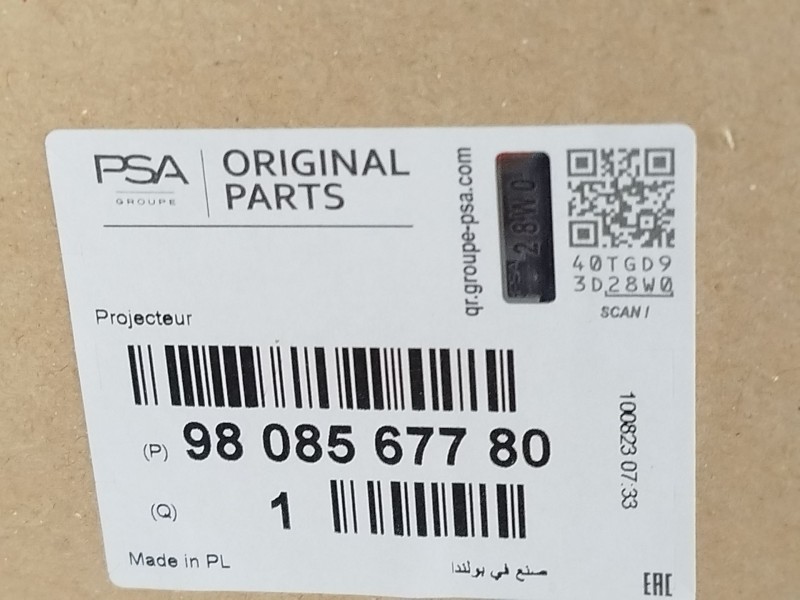 PSA
GROUPE
ORIGINAL
PARTS
qr.groupe-psa.com
PSA 28W0
40TGD9
3D28W0
SCAN!
Projecteur
(P) 98 085 677 80
(Q) 1
100823 07:33
Made in PL
صنع في بولندا
EAC